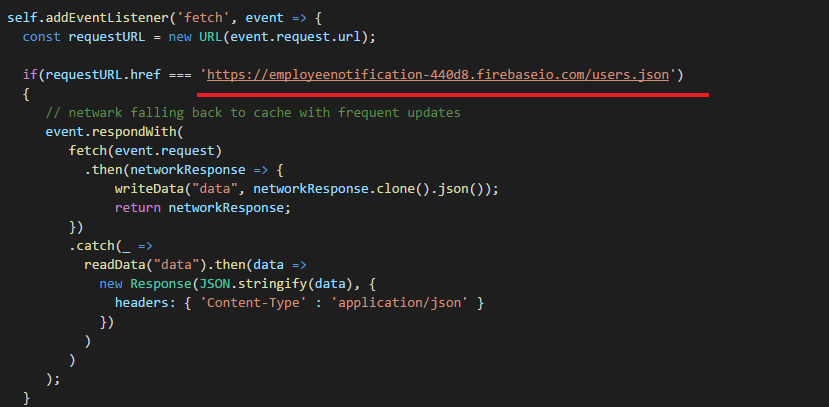 self.addEventListener('fetch', event => {
const requestURL = new URL(event.request.url);
if(requestURL.href === 'https://employeenotification-440d8.firebaseio.com/users.json')
{
// netwark falling back to cache with frequent updates
event.respondWith(
fetch(event.request)
.then(networkResponse => {
writeData("data", networkResponse.clone().json());
return networkResponse;
})
.catch(_ =>
readData("data").then(data =>
new Response(JSON.stringify(data), {
headers: { 'Content-Type' : 'application/json' }
})
)
)
);
}